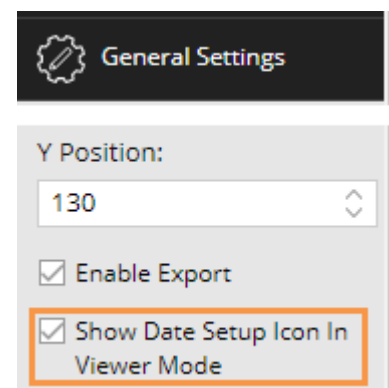 General Settings
Y Position:
130
Enable Export
Show Date Setup Icon In
Viewer Mode